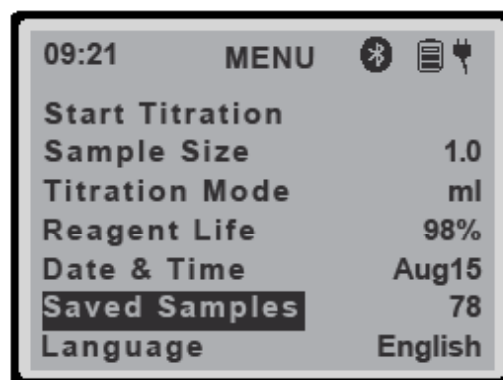 09:21 MENU
Start Titration
Sample Size 1.0
Titration Mode ml
Reagent Life 98%
Date & Time Aug15
Saved Samples 78
Language English